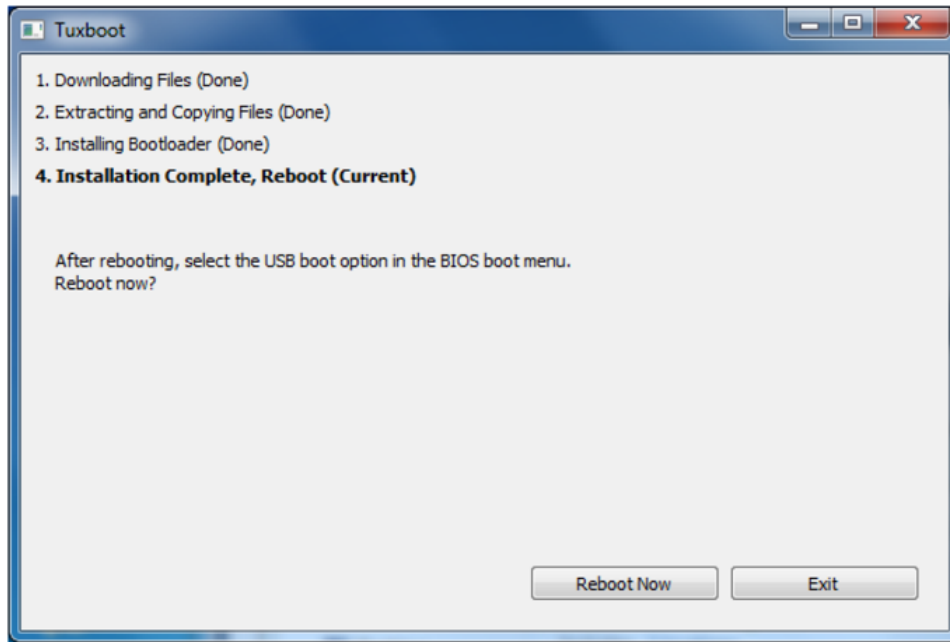 Tuxboot
1. Downloading Files (Done)
2. Extracting and Copying Files (Done)
3. Installing Bootloader (Done)
4. Installation Complete, Reboot (Current)
After rebooting, select the USB boot option in the BIOS boot menu.
Reboot now?
Reboot Now
Exit